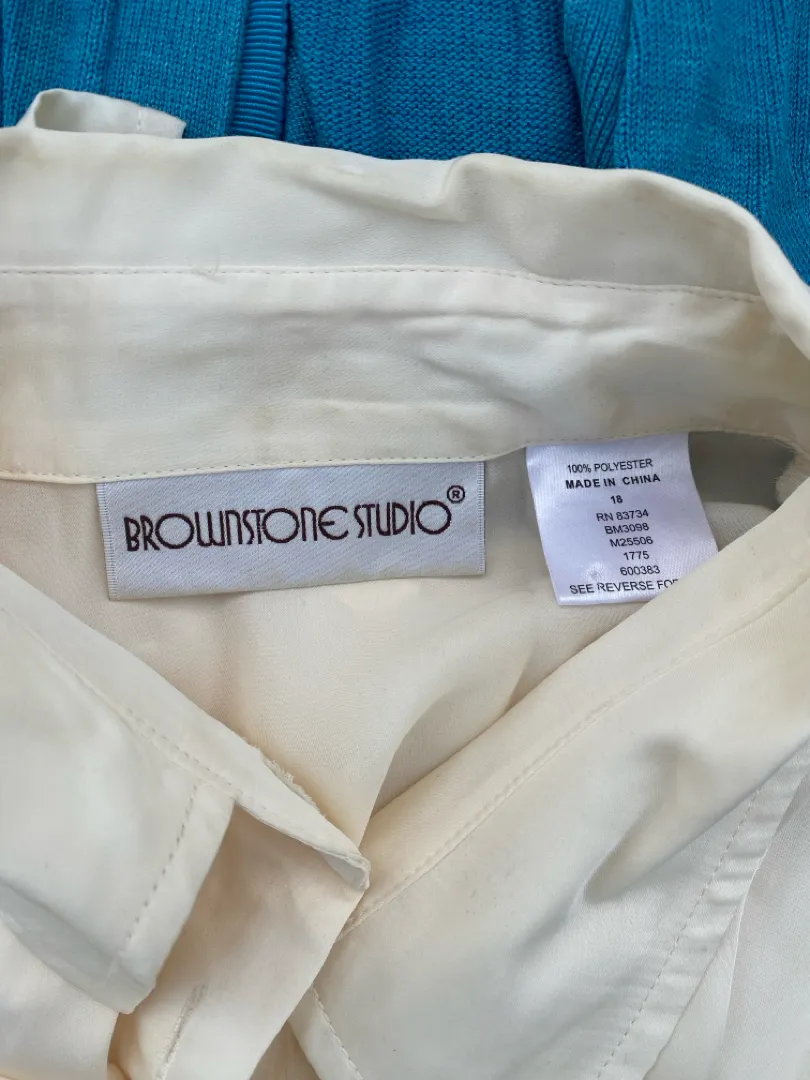 BROWNSTONE STUDIO®
100% POLYESTER
MADE IN CHINA
18
RN 83734
BM3098
M25506
1775
600383
SEE REVERSE FOR